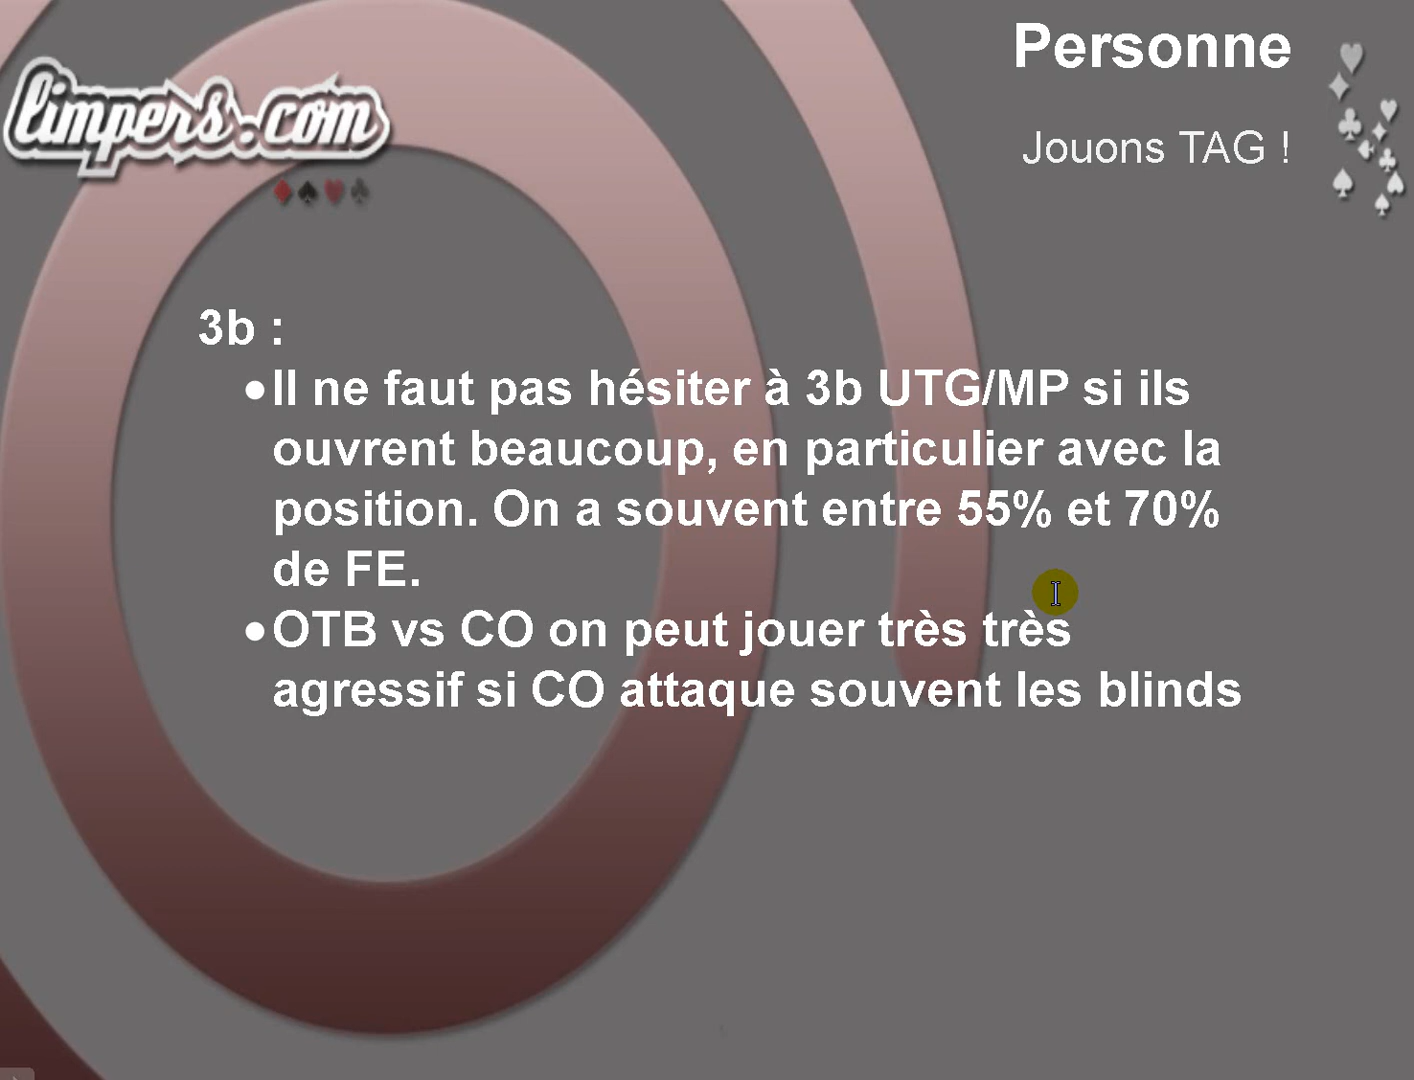 Personne
limpers.com
Jouons TAG !
3b :
•Il ne faut pas hésiter à 3b UTG/MP si ils
ouvrent beaucoup, en particulier avec la
position. On a souvent entre 55% et 70%
de FE.
•OTB vs CO on peut jouer très très
agressif si CO attaque souvent les blinds